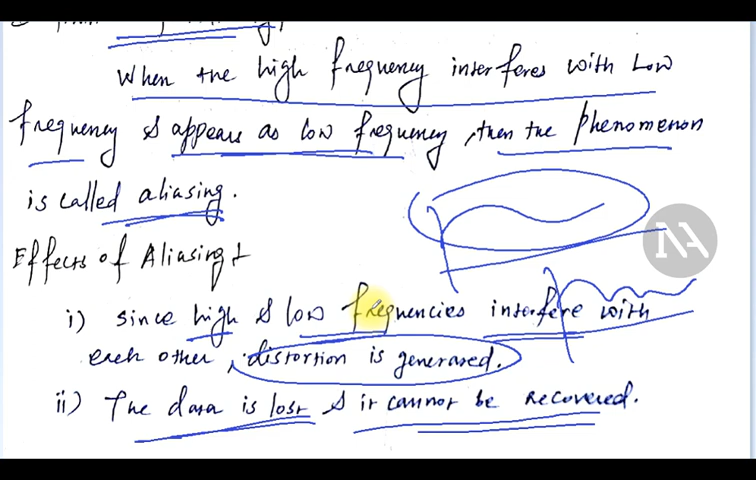 When the high frequency interferes with Low
frequency & appears as low frequency, then the phenomenon
is called aliasing.
Effects of Aliasing
i) since high & low frequencies interfere with
each other, distortion is generared.
ii) The data is lost & it cannot be recovered.
NA